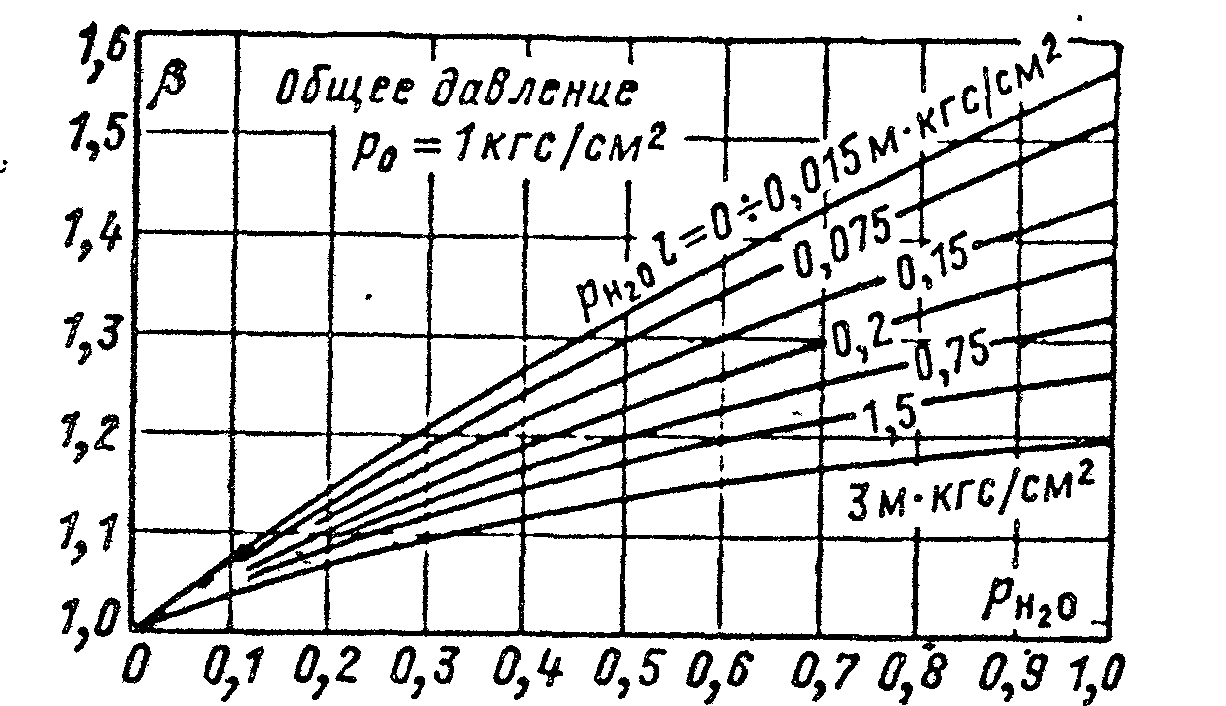 1,6
β
Общее давление
p₀ = 1 кгс/см²
1,5
1,4
1,3
1,2
1,1
1,0
pH₂O l = 0 ÷ 0,015 м·кгс/см²
0,075
0,15
0,2
0,75
1,5
3 м·кгс/см²
pH₂O
0 0,1 0,2 0,3 0,4 0,5 0,6 0,7 0,8 0,9 1,0